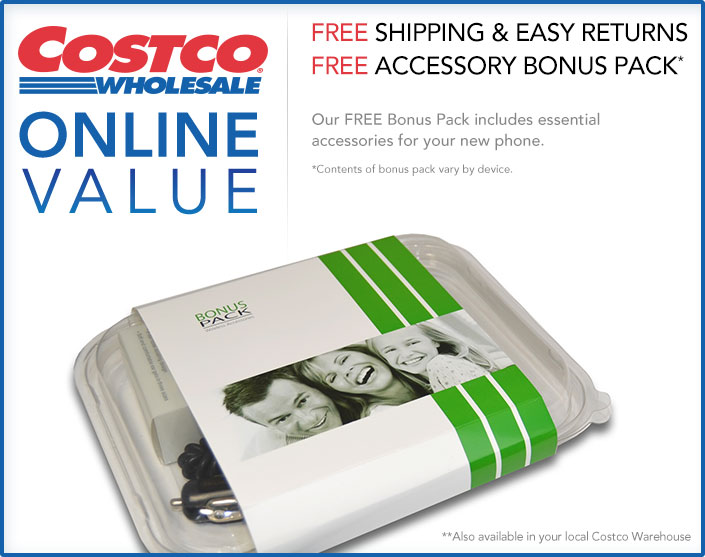 COSTCO
WHOLESALE
ONLINE
VALUE
FREE SHIPPING & EASY RETURNS
FREE ACCESSORY BONUS PACK*
Our FREE Bonus Pack includes essential
accessories for your new phone.
*Contents of bonus pack vary by device.
BONUS
PACK
**Also available in your local Costco Warehouse